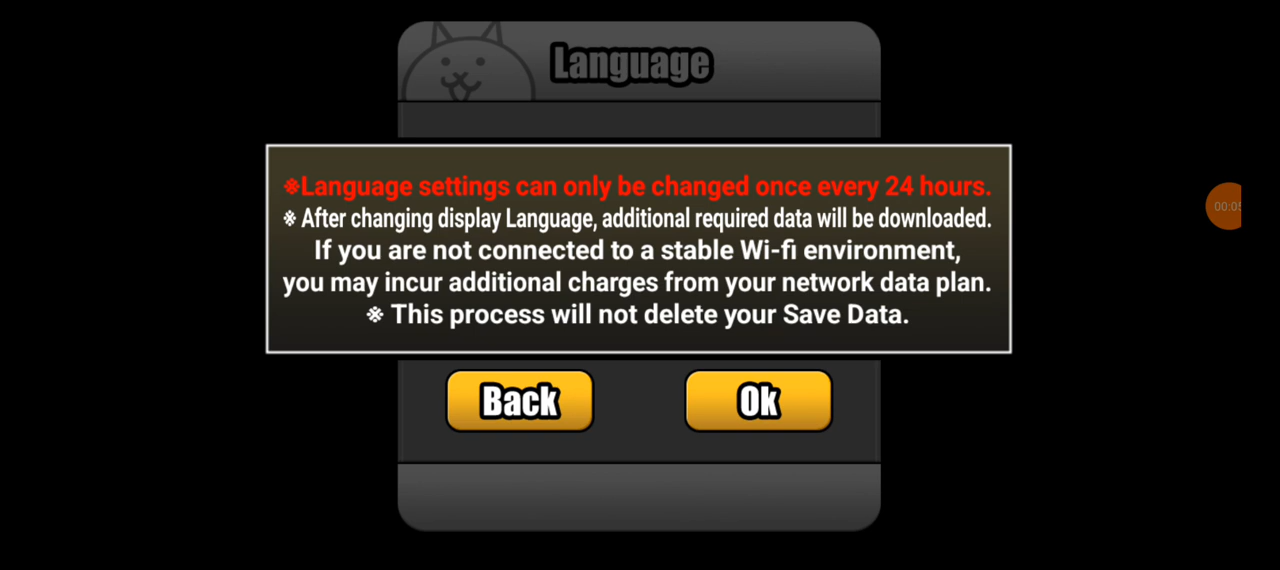 Language
※Language settings can only be changed once every 24 hours.
※ After changing display Language, additional required data will be downloaded.
If you are not connected to a stable Wi-fi environment,
you may incur additional charges from your network data plan.
※ This process will not delete your Save Data.
Back
Ok